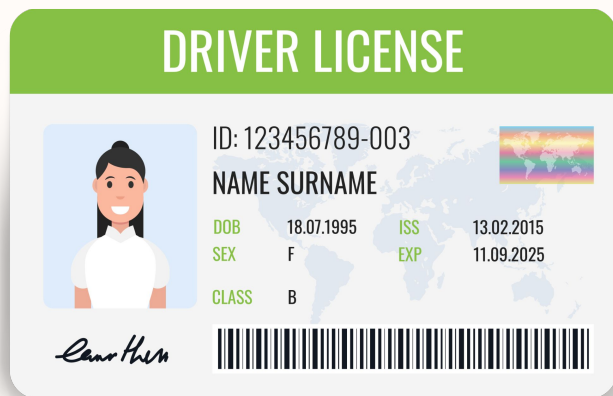 DRIVER LICENSE
ID: 123456789-003
NAME SURNAME
DOB 18.07.1995 ISS 13.02.2015
SEX F EXP 11.09.2025
CLASS B